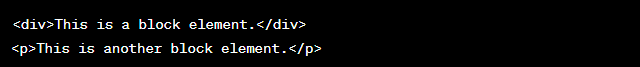 <div>This is a block element.</div>
<p>This is another block element.</p>